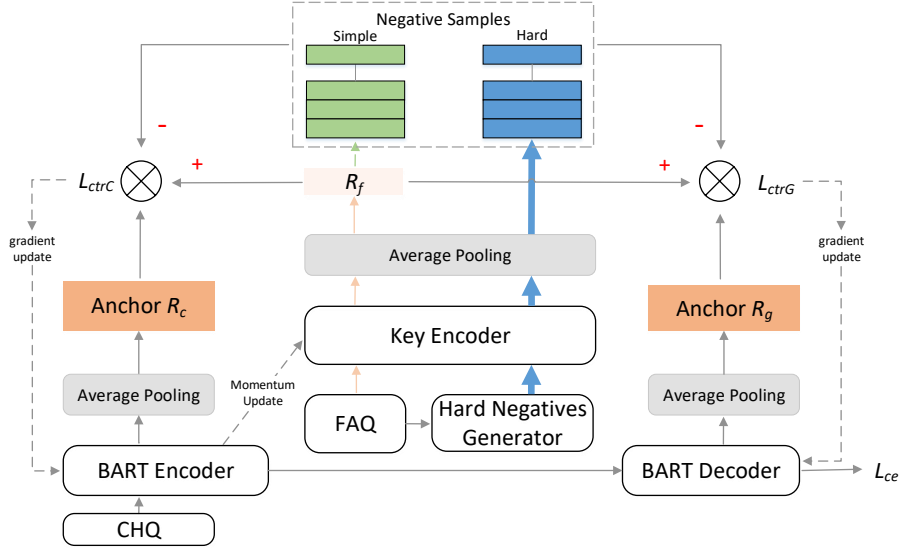 Negative Samples
Simple
Hard
-
-
+
+
L_ctrC
R_f
L_ctrG
gradient
update
gradient
update
Average Pooling
Anchor R_c
Anchor R_g
Key Encoder
Average Pooling
Momentum
Update
Average Pooling
FAQ
Hard Negatives
Generator
BART Encoder
BART Decoder
L_ce
CHQ